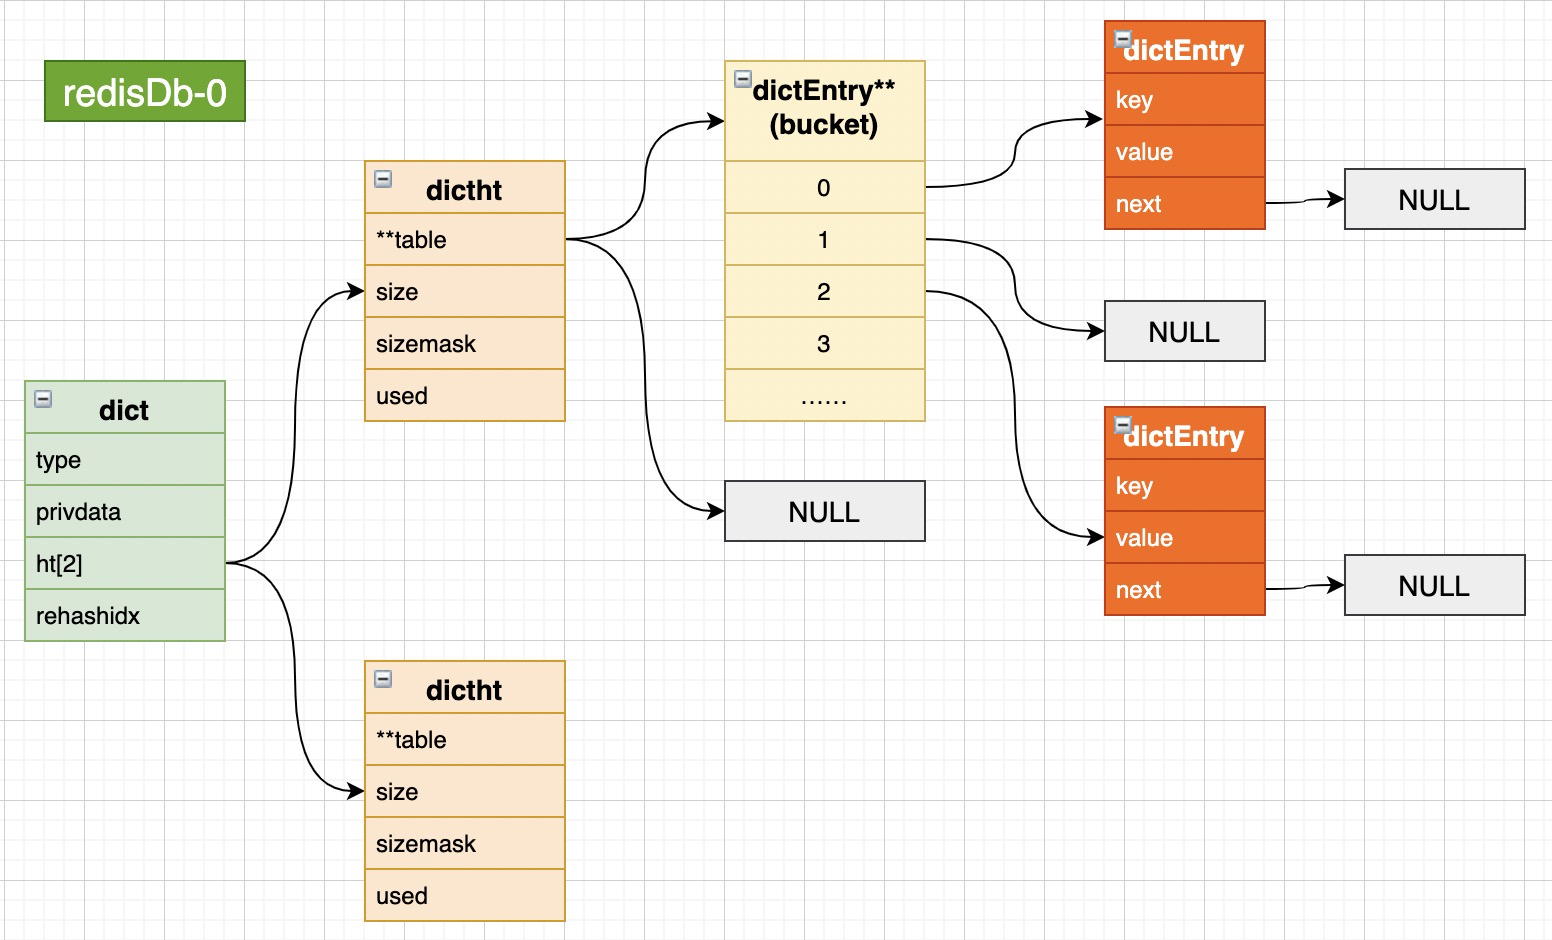 redisDb-0
dict
type
privdata
ht[2]
rehashidx
dictht
**table
size
sizemask
used
dictht
**table
size
sizemask
used
dictEntry**
(bucket)
0
1
2
3
......
NULL
dictEntry
key
value
next
NULL
NULL
dictEntry
key
value
next
NULL